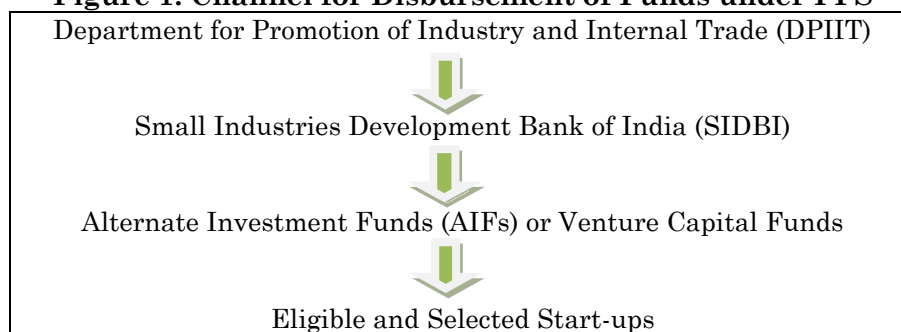 Figure 1: Channel for Disbursement of Funds under FFS
Department for Promotion of Industry and Internal Trade (DPIIT)
Small Industries Development Bank of India (SIDBI)
Alternate Investment Funds (AIFs) or Venture Capital Funds
Eligible and Selected Start-ups